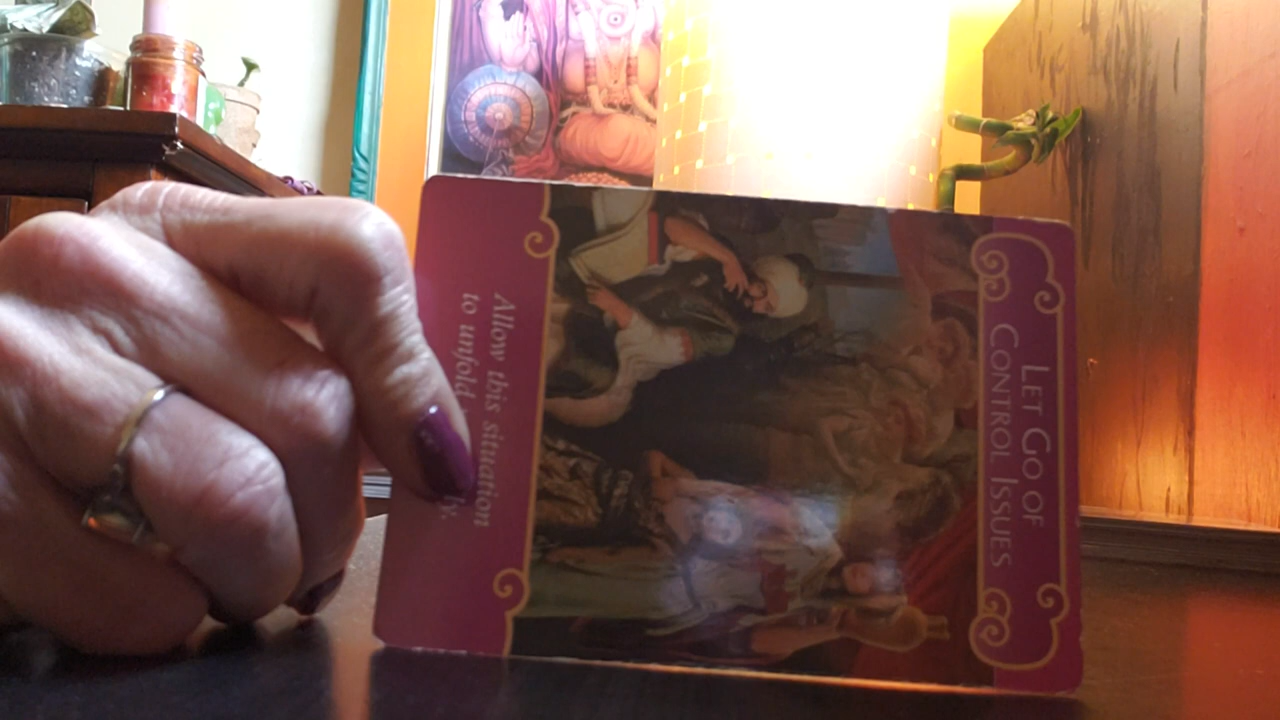 LET GO OF
CONTROL ISSUES
Allow this situation
to unfold